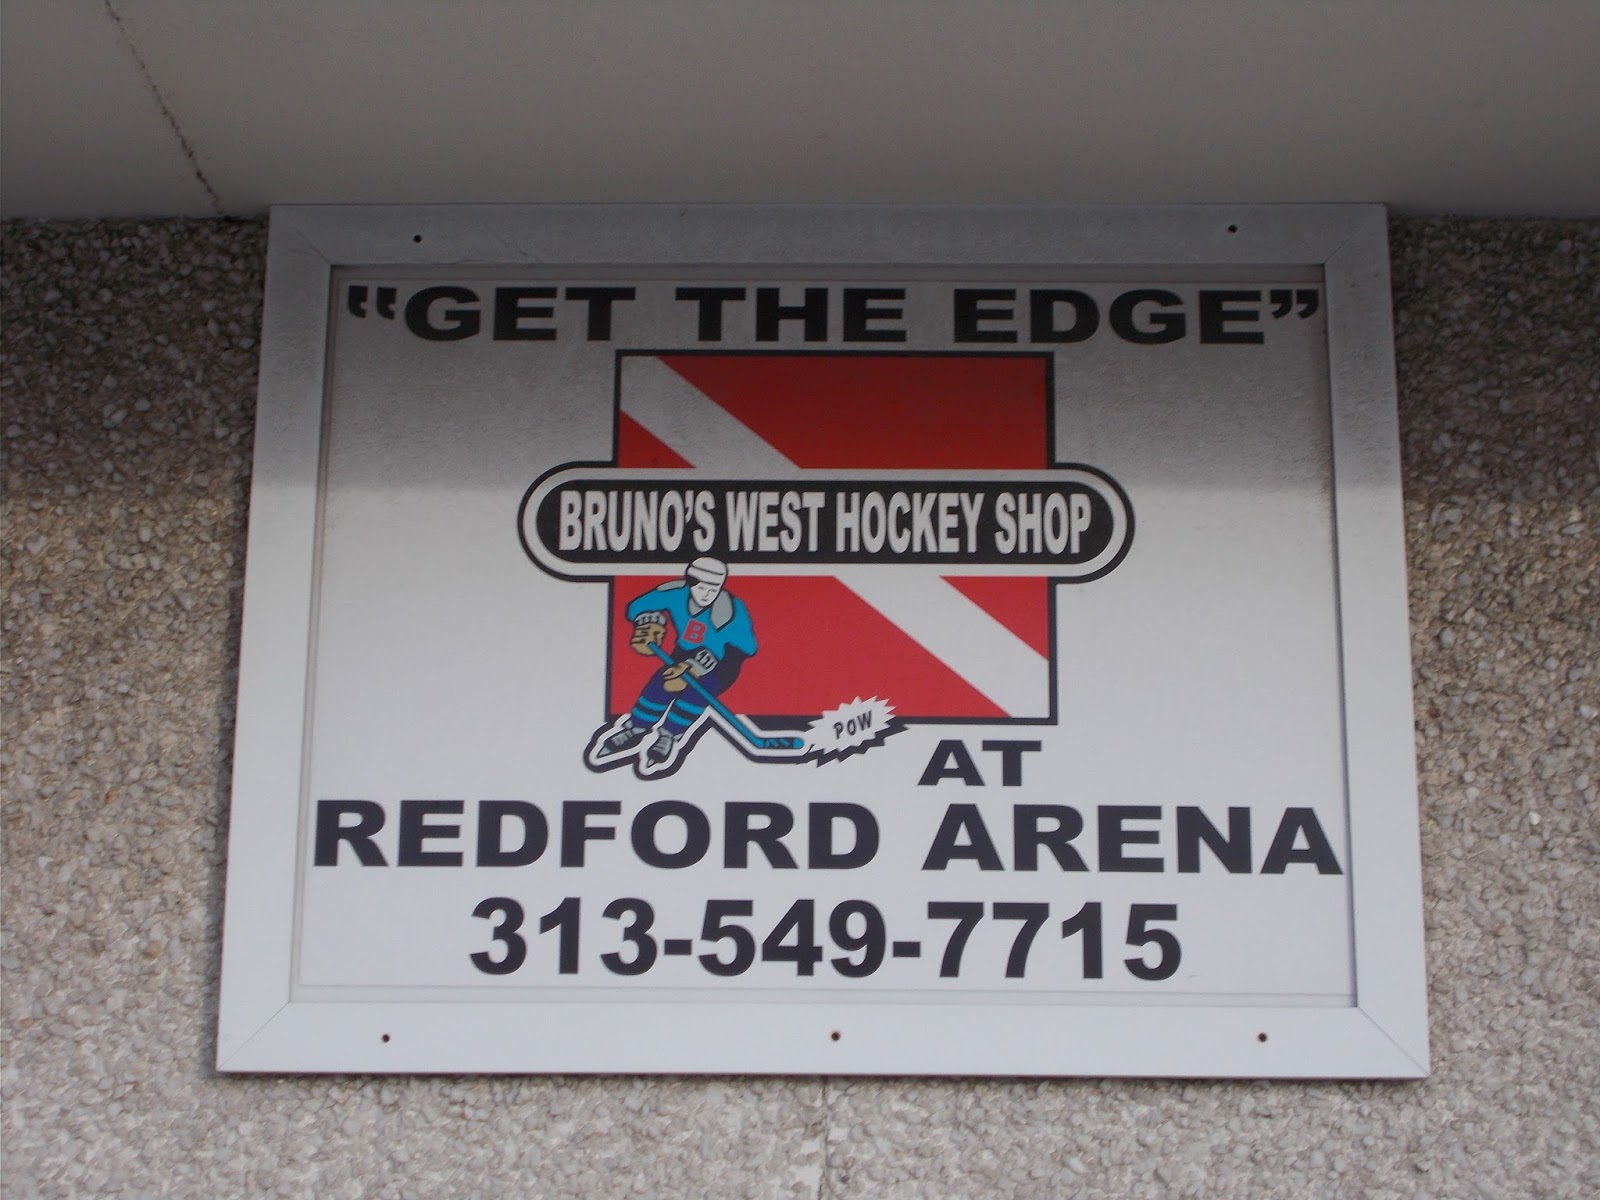 “GET THE EDGE”
BRUNO'S WEST HOCKEY SHOP
B
POW
AT
REDFORD ARENA
313-549-7715